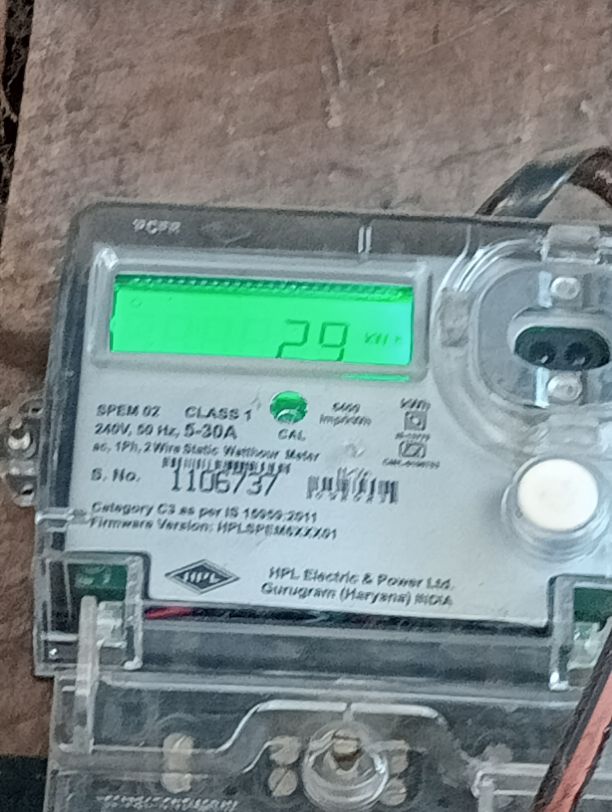 29 kWh
SPEM 02 CLASS 1
240V, 50 Hz, 5-30A CAL
ac, 1Ph, 2 Wire Static Watthour Meter
S. No. 1106737
Category C3 as per IS 15959:2011
Firmware Version:
HPL
HPL Electric & Power Ltd.
Gurugram (Haryana) INDIA
kWh